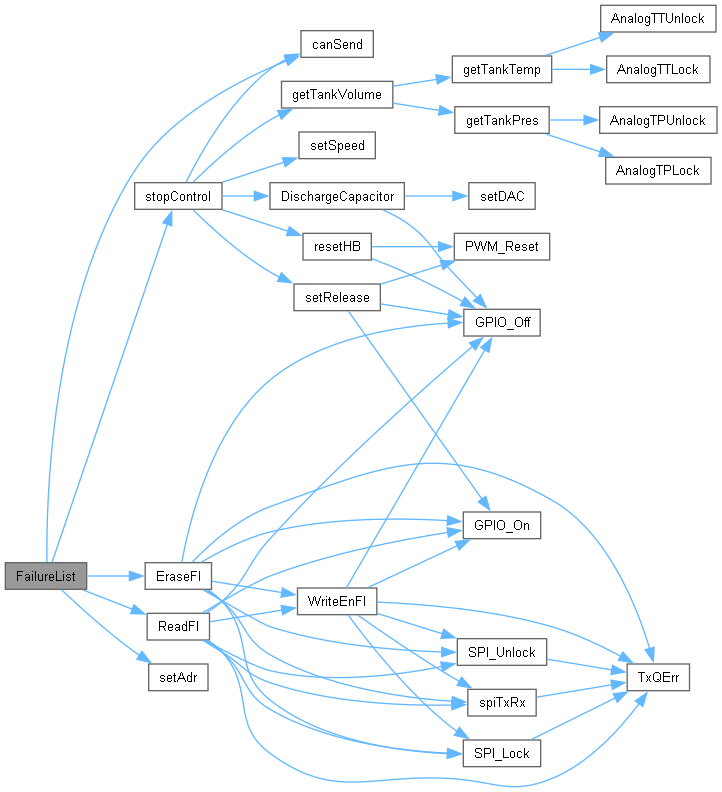 AnalogTTUnlock
canSend
getTankTemp
AnalogTTLock
getTankVolume
getTankPres
AnalogTPUnlock
setSpeed
AnalogTPLock
stopControl
DischargeCapacitor
setDAC
resetHB
PWM_Reset
setRelease
GPIO_Off
GPIO_On
FailureList
EraseFl
WriteEnFl
ReadFl
SPI_Unlock
setAdr
TxQErr
spiTxRx
SPI_Lock